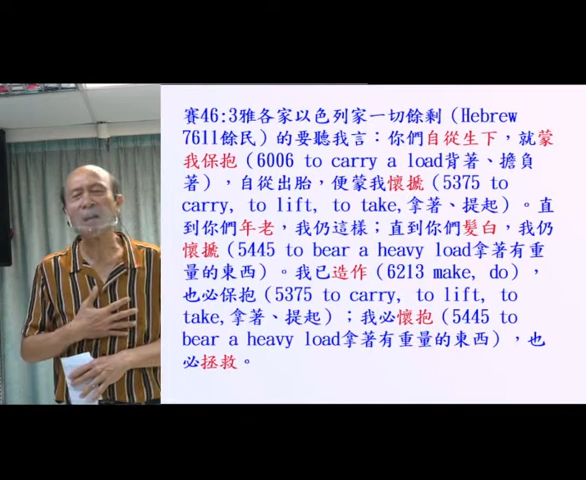 賽46:3雅各家以色列家一切餘剩（Hebrew
7611餘民）的要聽我言：你們自從生下，就蒙
我保抱（6006 to carry a load背著、擔負
著），自從出胎，便蒙我懷搋（5375 to
carry, to lift, to take,拿著、提起）。直
到你們年老，我仍這樣；直到你們髮白，我仍
懷搋（5445 to bear a heavy load拿著有重
量的東西）。我已造作（6213 make, do），
也必保抱（5375 to carry, to lift, to
take,拿著、提起）；我必懷抱（5445 to
bear a heavy load拿著有重量的東西），也
必拯救。